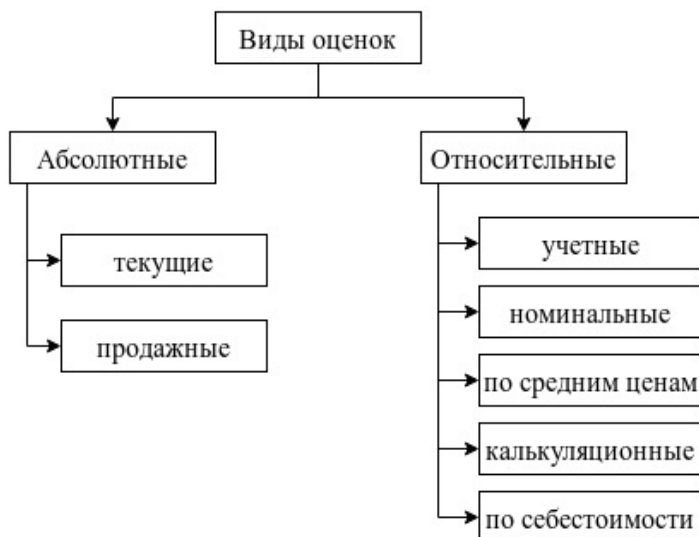 Виды оценок
Абсолютные
Относительные
текущие
продажные
учетные
номинальные
по средним ценам
калькуляционные
по себестоимости